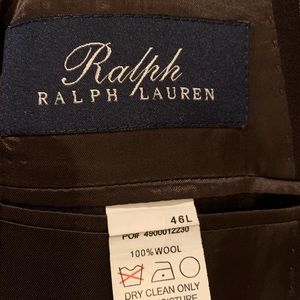 Ralph
RALPH LAUREN
46L
PO# 4900012230
100% WOOL
DRY CLEAN ONLY